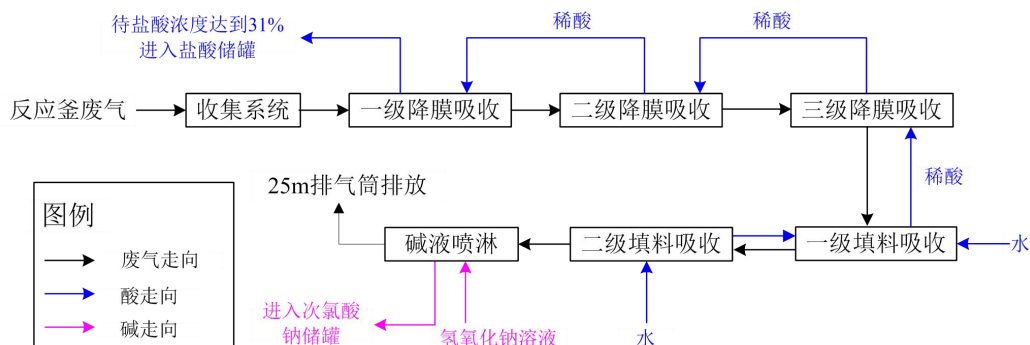 待盐酸浓度达到31%
进入盐酸储罐
稀酸
稀酸
反应釜废气
收集系统
一级降膜吸收
二级降膜吸收
三级降膜吸收
稀酸
25m排气筒排放
碱液喷淋
二级填料吸收
一级填料吸收
水
进入次氯酸
钠储罐
氢氧化钠溶液
水
图例
废气走向
酸走向
碱走向